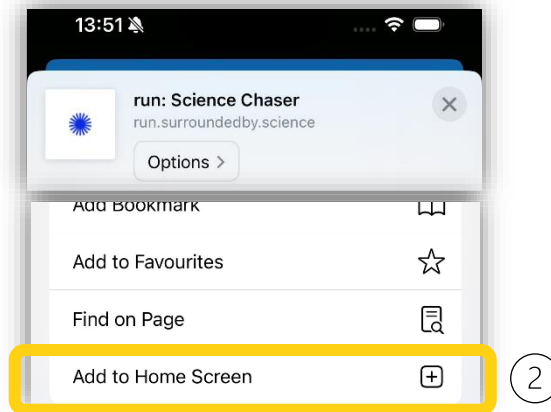 13:51
run: Science Chaser
run.surroundedby.science
Options >
Add Bookmark
Add to Favourites
Find on Page
Add to Home Screen
2